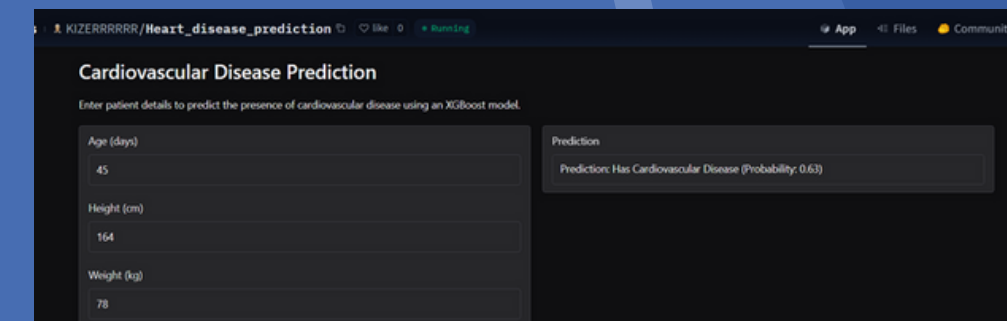 KIZERRRRRR/Heart_disease_prediction like 0 Running App Files Communit
Cardiovascular Disease Prediction
Enter patient details to predict the presence of cardiovascular disease using an XGBoost model.
Age (days)
45
Height (cm)
164
Weight (kg)
78
Prediction
Prediction: Has Cardiovascular Disease (Probability: 0.63)